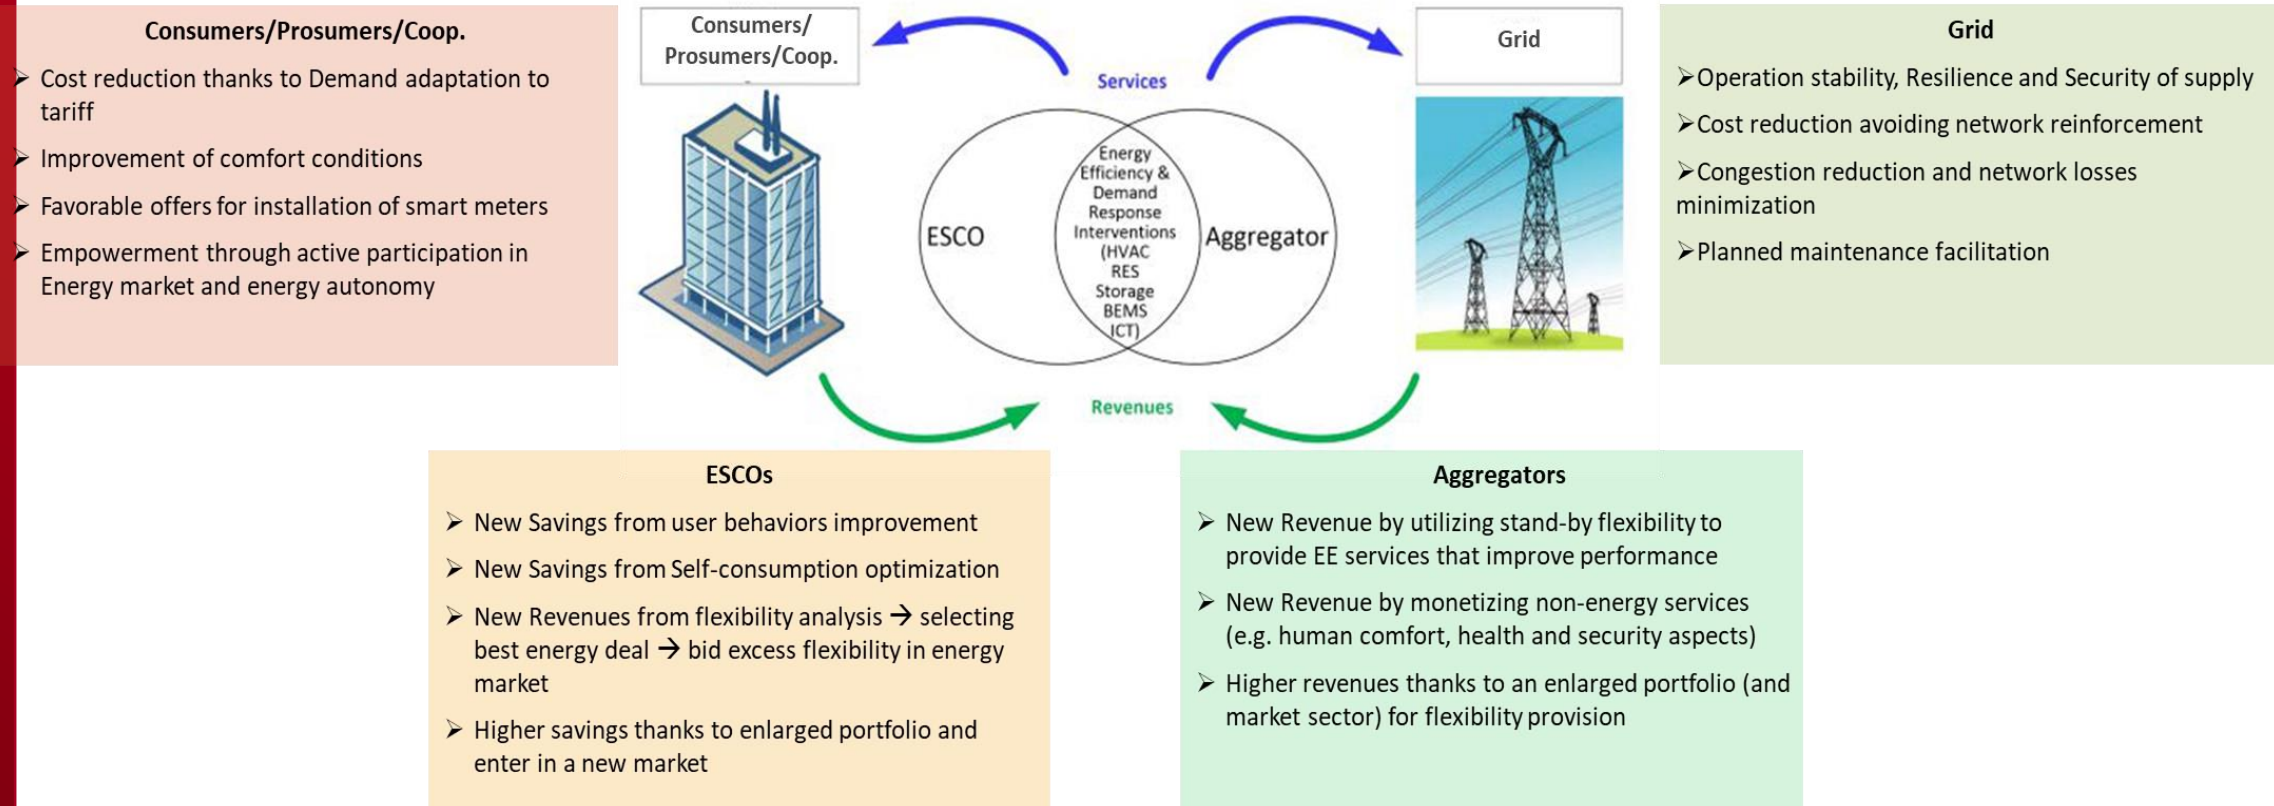 Consumers/Prosumers/Coop.
➢ Cost reduction thanks to Demand adaptation to
tariff
➢ Improvement of comfort conditions
➢ Favorable offers for installation of smart meters
➢ Empowerment through active participation in
Energy market and energy autonomy
Consumers/
Prosumers/Coop.
Services
Grid
ESCO
Energy
Efficiency &
Demand
Response
Interventions
(HVAC
RES
Storage
BEMS
ICT)
Aggregator
Revenues
Grid
➢Operation stability, Resilience and Security of supply
➢Cost reduction avoiding network reinforcement
➢Congestion reduction and network losses
minimization
➢Planned maintenance facilitation
ESCOs
➢ New Savings from user behaviors improvement
➢ New Savings from Self-consumption optimization
➢ New Revenues from flexibility analysis → selecting
best energy deal → bid excess flexibility in energy
market
➢ Higher savings thanks to enlarged portfolio and
enter in a new market
Aggregators
➢ New Revenue by utilizing stand-by flexibility to
provide EE services that improve performance
➢ New Revenue by monetizing non-energy services
(e.g. human comfort, health and security aspects)
➢ Higher revenues thanks to an enlarged portfolio (and
market sector) for flexibility provision